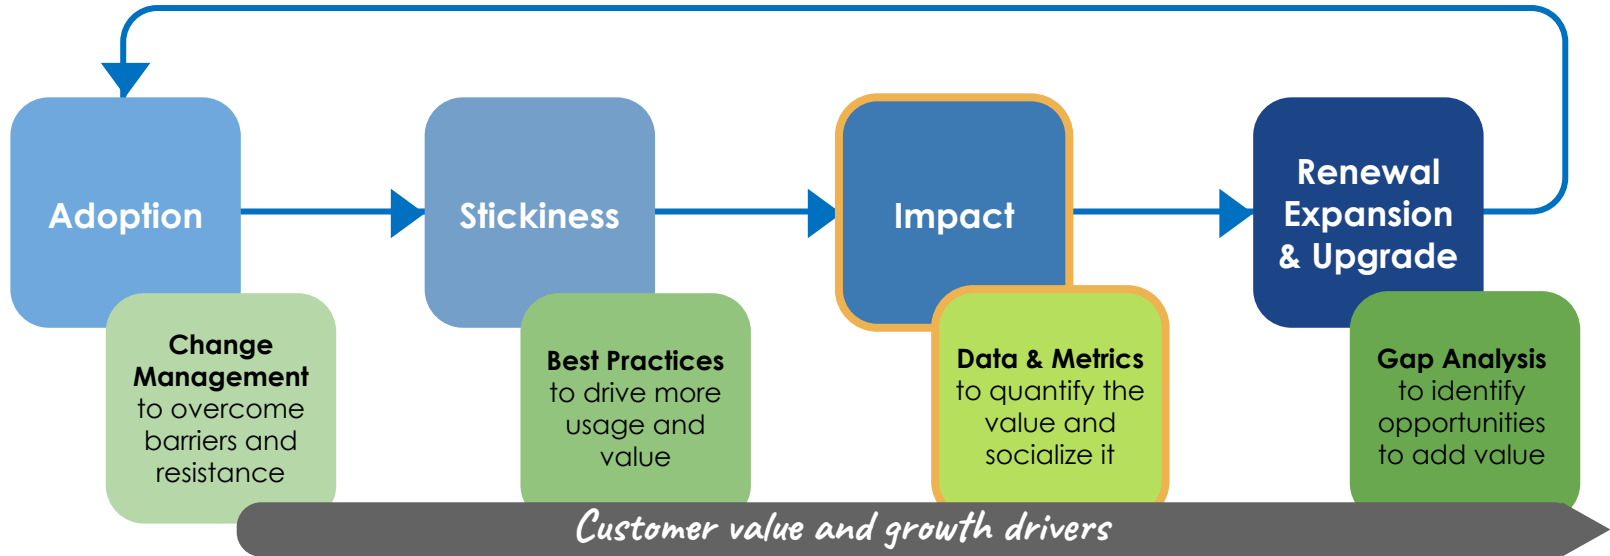 Adoption
Stickiness
Impact
Renewal
Expansion
& Upgrade
Change
Management
to overcome
barriers and
resistance
Best Practices
to drive more
usage and
value
Data & Metrics
to quantify the
value and
socialize it
Gap Analysis
to identify
opportunities
to add value
Customer value and growth drivers